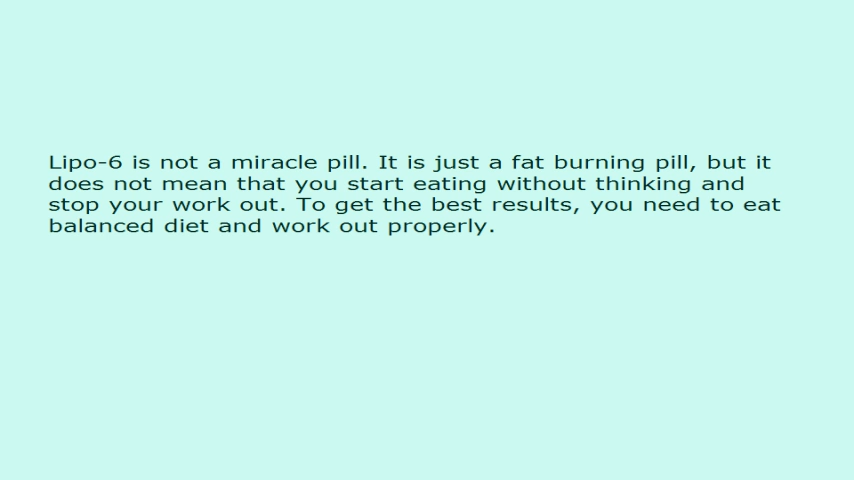 Lipo-6 is not a miracle pill. It is just a fat burning pill, but it
does not mean that you start eating without thinking and
stop your work out. To get the best results, you need to eat
balanced diet and work out properly.